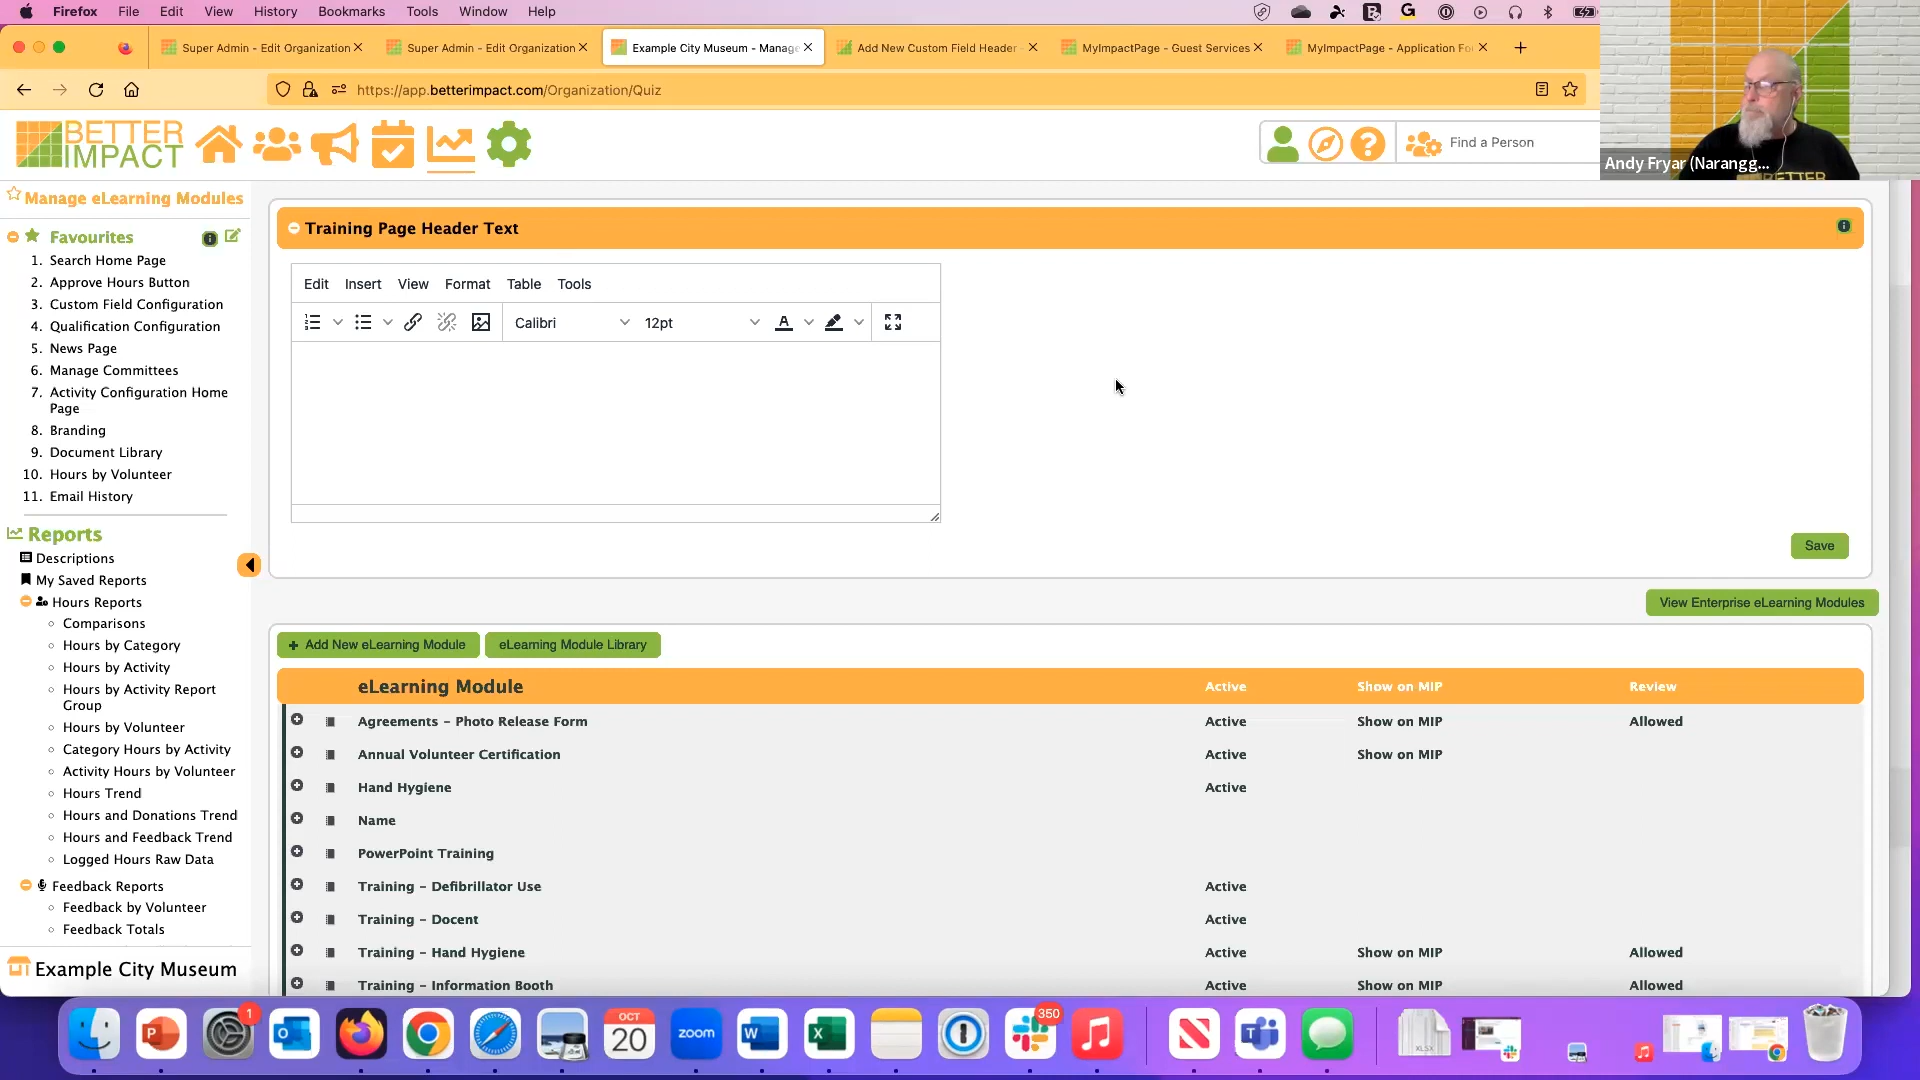 Firefox File Edit View History Bookmarks Tools Window Help
Super Admin - Edit Organization
Super Admin - Edit Organization
Example City Museum - Manage
Add New Custom Field Header
MyImpactPage - Guest Services
MyImpactPage - Application Fo
https://app.betterimpact.com/Organization/Quiz
BETTER
IMPACT
Find a Person
Andy Fryar (Narangg...
BETTER
Manage eLearning Modules
Favourites
1. Search Home Page
2. Approve Hours Button
3. Custom Field Configuration
4. Qualification Configuration
5. News Page
6. Manage Committees
7. Activity Configuration Home
Page
8. Branding
9. Document Library
10. Hours by Volunteer
11. Email History
Reports
Descriptions
My Saved Reports
Hours Reports
Comparisons
Hours by Category
Hours by Activity
Hours by Activity Report
Group
Hours by Volunteer
Category Hours by Activity
Activity Hours by Volunteer
Hours Trend
Hours and Donations Trend
Hours and Feedback Trend
Logged Hours Raw Data
Feedback Reports
Feedback by Volunteer
Feedback Totals
Example City Museum
Training Page Header Text
Edit Insert View Format Table Tools
Calibri 12pt
Save
View Enterprise eLearning Modules
+ Add New eLearning Module
eLearning Module Library
eLearning Module Active Show on MIP Review
Agreements - Photo Release Form Active Show on MIP Allowed
Annual Volunteer Certification Active Show on MIP
Hand Hygiene Active
Name
PowerPoint Training
Training - Defibrillator Use Active
Training - Docent Active
Training - Hand Hygiene Active Show on MIP Allowed
Training - Information Booth Active Show on MIP Allowed
1
OCT
20
zoom
350
XLSX